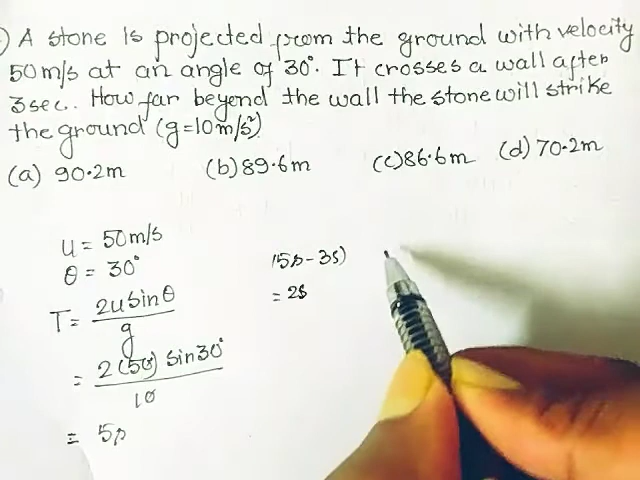 ) A stone is projected from the ground with velocity
50m/s at an angle of 30°. It crosses a wall after
3sec. How far beyond the wall the stone will strike
the ground (g=10m/s²)
(a) 90.2m (b) 89.6m (c) 86.6m (d) 70.2m
u = 50m/s
θ = 30°
T = 2u sinθ / g
= 2(50) sin30° / 10
= 5s
(5s - 3s)
= 2s